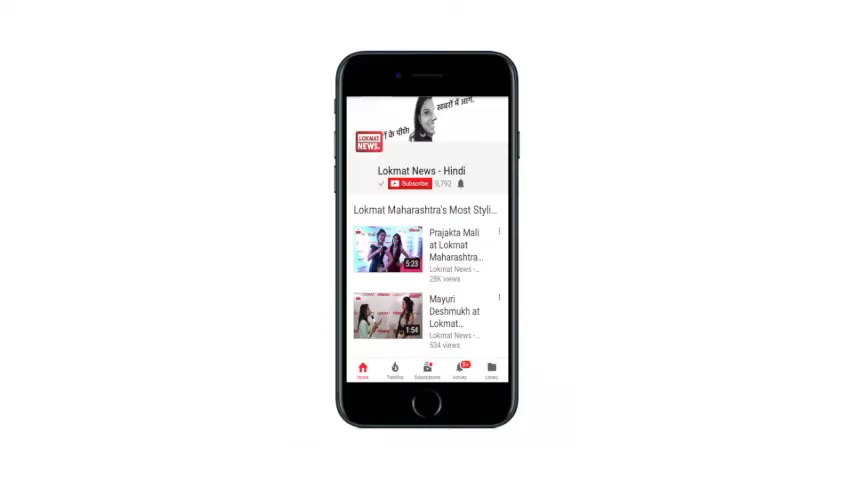 खबरों में आगे.
के पीछे!
LOKMAT
NEWS
Lokmat News - Hindi
Subscribe 9,792
Lokmat Maharashtra's Most Styli...
Prajakta Mali
at Lokmat
Maharashtra...
Lokmat News -...
28K views
5:23
Mayuri
Deshmukh at
Lokmat...
Lokmat News -...
534 views
1:54
9+
Home Trending Subscriptions Activity Library